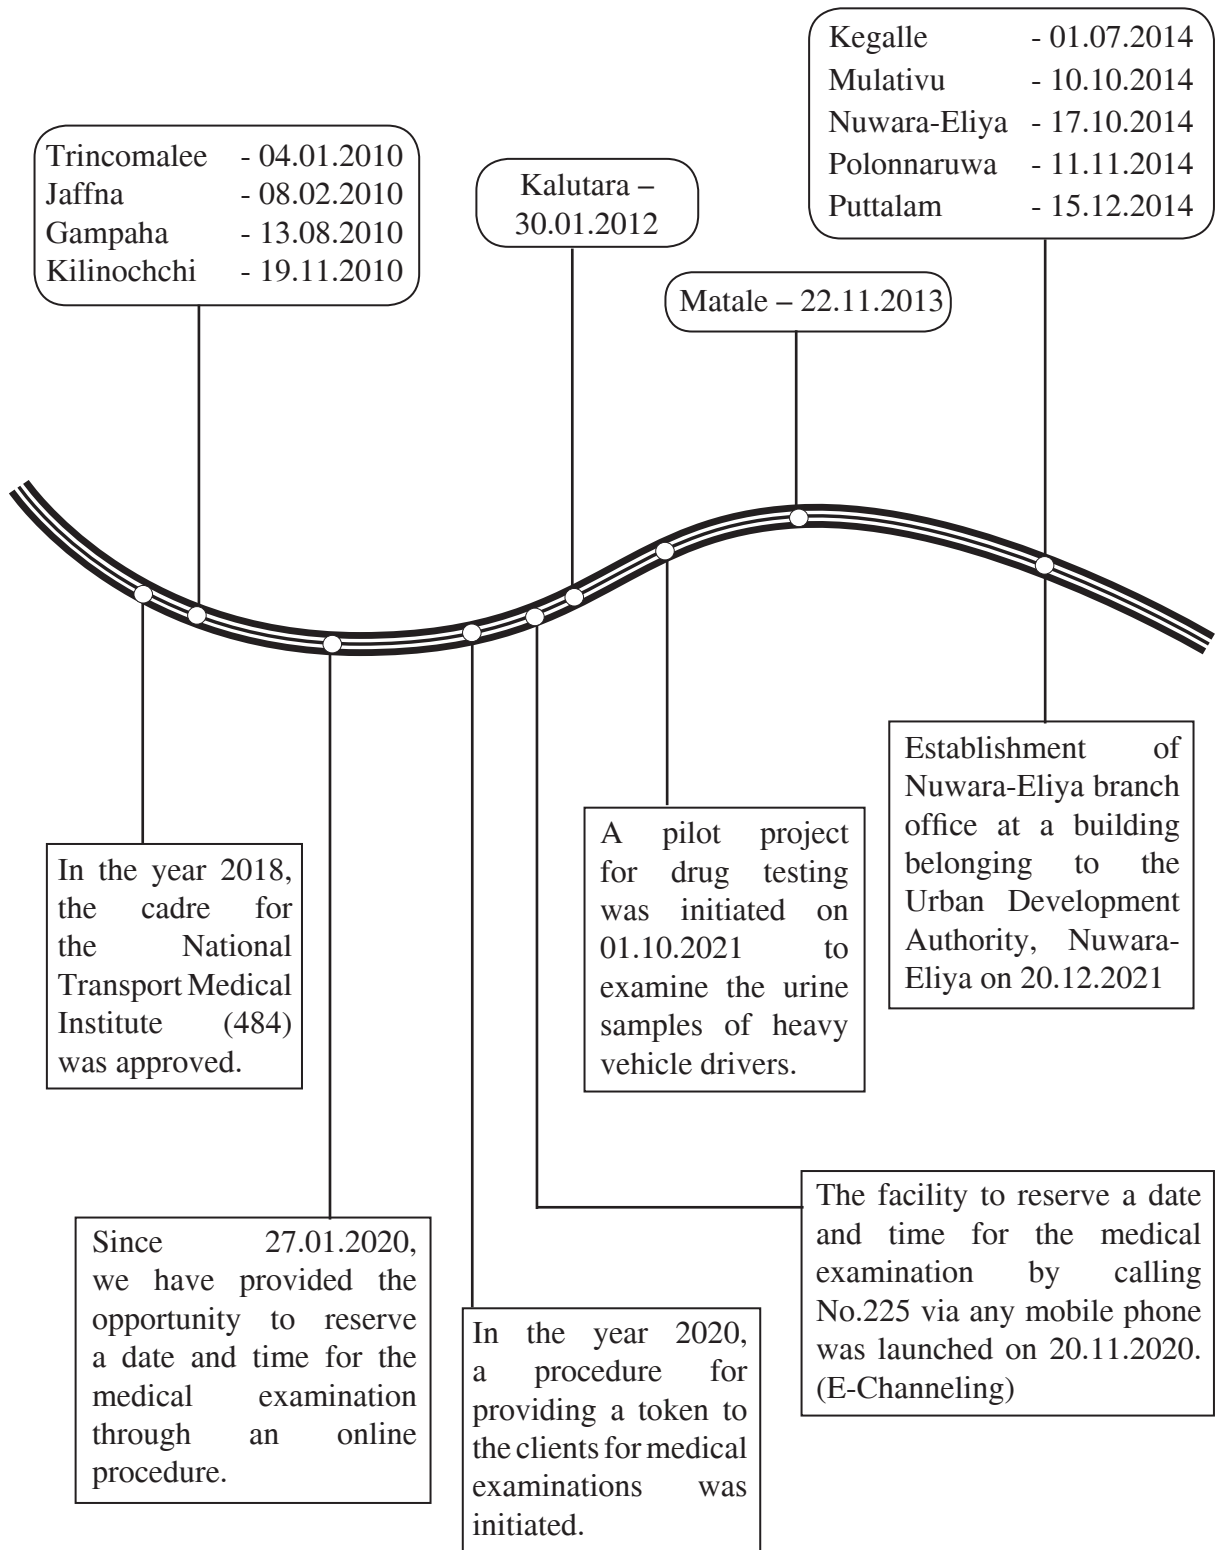 Kegalle - 01.07.2014
Mulativu - 10.10.2014
Nuwara-Eliya - 17.10.2014
Polonnaruwa - 11.11.2014
Puttalam - 15.12.2014
Trincomalee - 04.01.2010
Jaffna - 08.02.2010
Gampaha - 13.08.2010
Kilinochchi - 19.11.2010
Kalutara –
30.01.2012
Matale – 22.11.2013
Establishment of
Nuwara-Eliya branch
office at a building
belonging to the
Urban Development
Authority, Nuwara-
Eliya on 20.12.2021
A pilot project
for drug testing
was initiated on
01.10.2021 to
examine the urine
samples of heavy
vehicle drivers.
In the year 2018,
the cadre for
the National
Transport Medical
Institute (484)
was approved.
The facility to reserve a date
and time for the medical
examination by calling
No.225 via any mobile phone
was launched on 20.11.2020.
(E-Channeling)
Since 27.01.2020,
we have provided the
opportunity to reserve
a date and time for the
medical examination
through an online
procedure.
In the year 2020,
a procedure for
providing a token to
the clients for medical
examinations was
initiated.